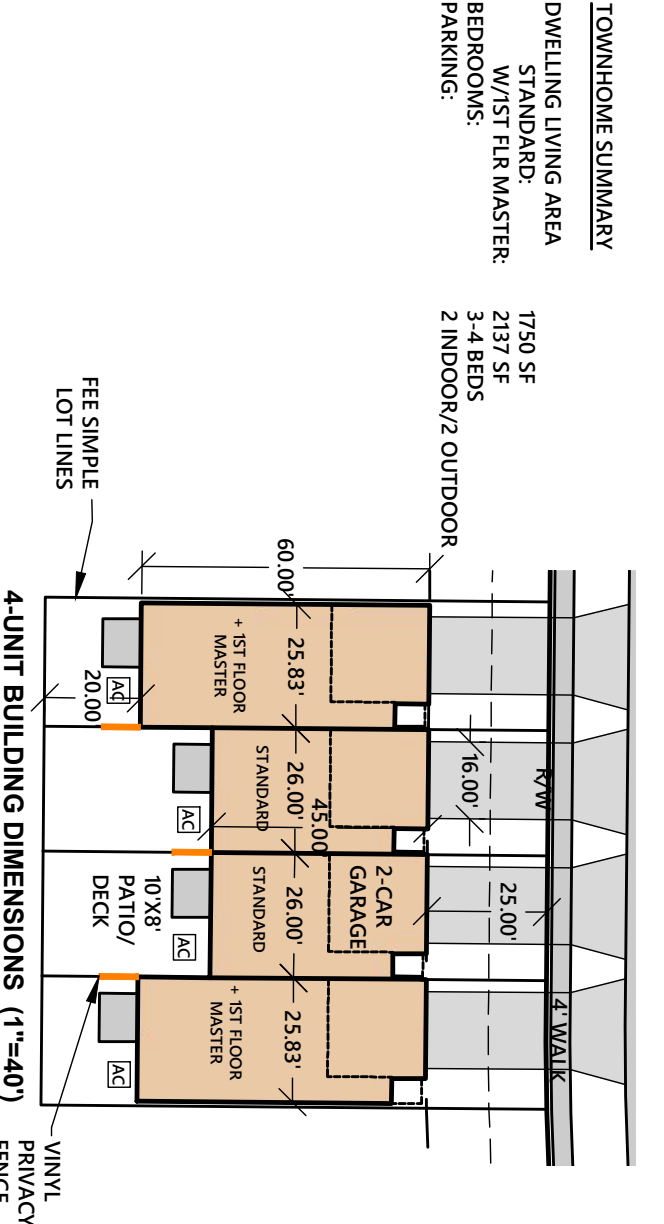 TOWNHOME SUMMARY
DWELLING LIVING AREA
STANDARD: 1750 SF
W/1ST FLR MASTER: 2137 SF
BEDROOMS: 3-4 BEDS
PARKING: 2 INDOOR/2 OUTDOOR
R/W
4' WALK
25.00'
16.00'
2-CAR
GARAGE
60.00'
45.00
25.83'
26.00'
26.00'
25.83'
+ 1ST FLOOR
MASTER
STANDARD
STANDARD
+ 1ST FLOOR
MASTER
AC
AC
AC
AC
20.00'
10'X8'
PATIO/
DECK
FEE SIMPLE
LOT LINES
VINYL
PRIVACY
FENCE
4-UNIT BUILDING DIMENSIONS (1"=40')